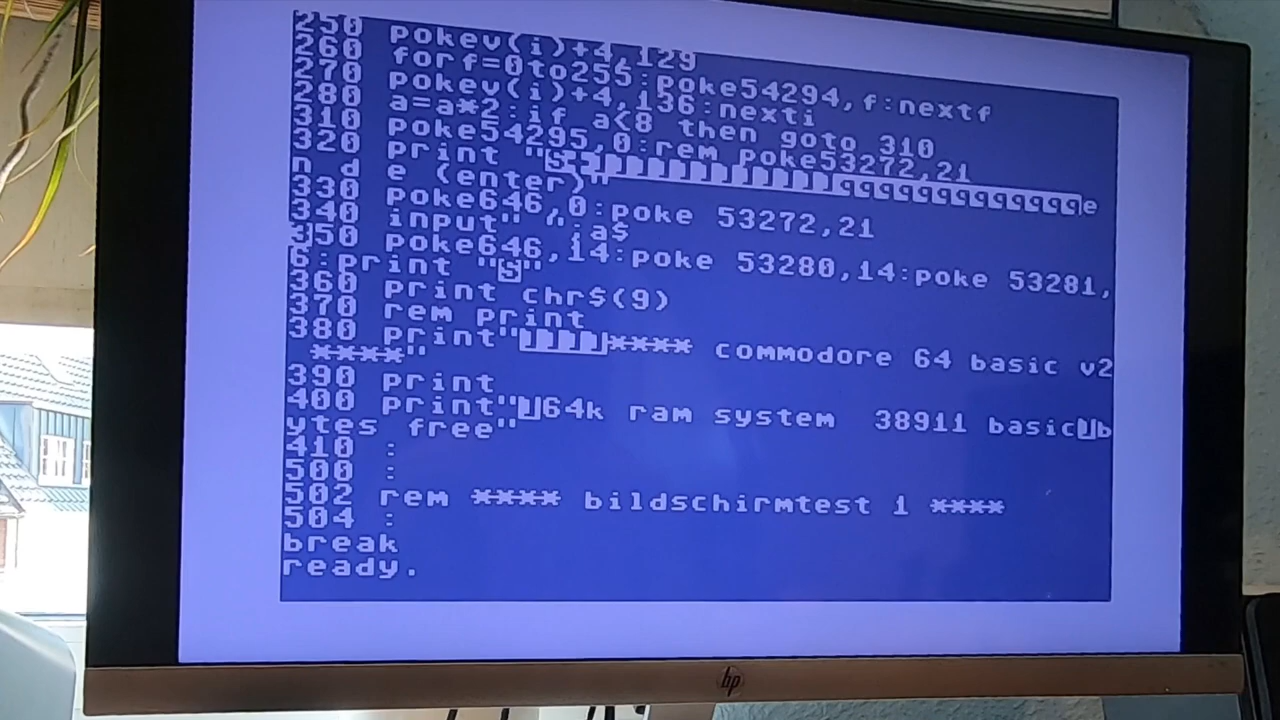 250 pokev(i)+4,129
260 forf=0to255:poke54294,f:nextf
270 pokev(i)+4,136:nexti
280 a=a*2:if a<8 then goto 310
310 poke54295,0:rem poke53272,21
320 print "qqqqqqqqqqqqqqe
n d e (enter)"
330 poke646,0:poke 53272,21
340 input" ";a$
350 poke646,14:poke 53280,14:poke 53281,
6:print "S"
360 print chr$(9)
370 rem print
380 print"]]]]**** commodore 64 basic v2
****"
390 print
400 print"]64k ram system  38911 basic]b
ytes free"
410 :
500 :
502 rem **** bildschirmtest 1 ****
504 :
break
ready.
hp